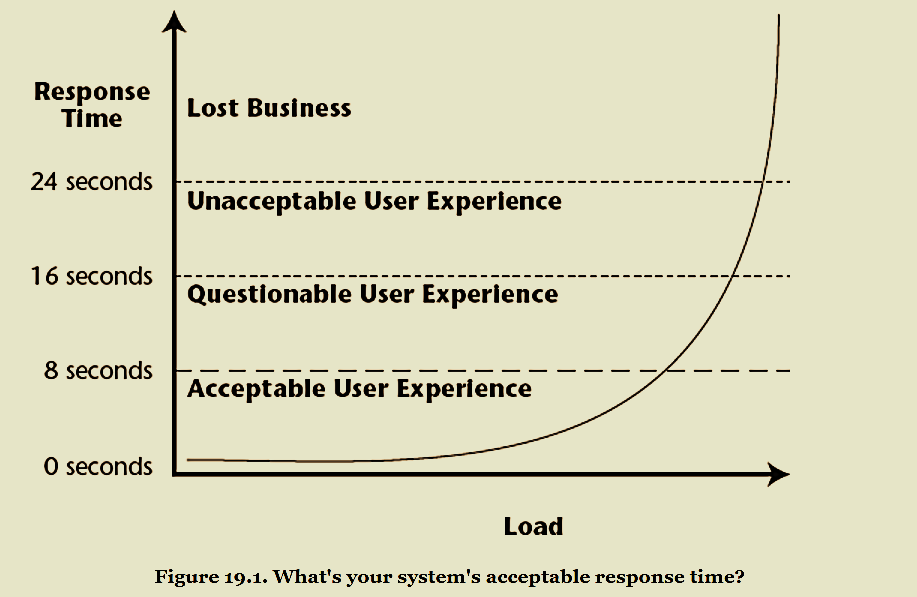 Response
Time
Lost Business
24 seconds
Unacceptable User Experience
16 seconds
Questionable User Experience
8 seconds
Acceptable User Experience
0 seconds
Load
Figure 19.1. What's your system's acceptable response time?